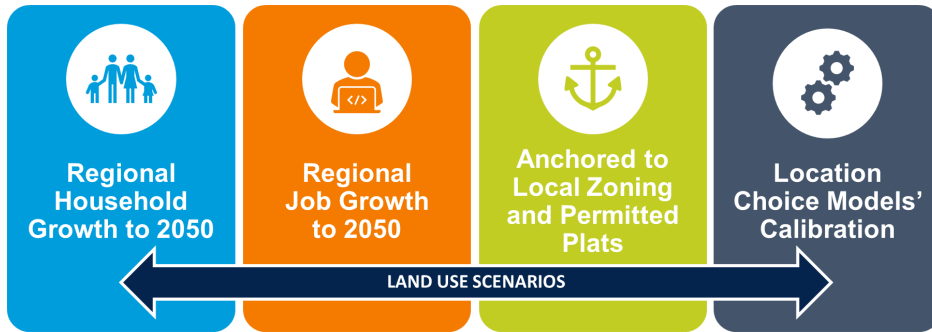 Regional
Household
Growth to 2050
Regional
Job Growth
to 2050
</>
Anchored to
Local Zoning
and Permitted
Plats
Location
Choice Models’
Calibration
LAND USE SCENARIOS